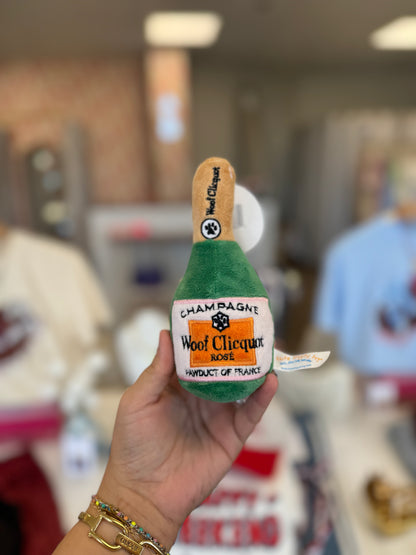 Woof Clicquot
CHAMPAGNE
Woof Clicquot
ROSÉ
PAWDUCT OF FRANCE